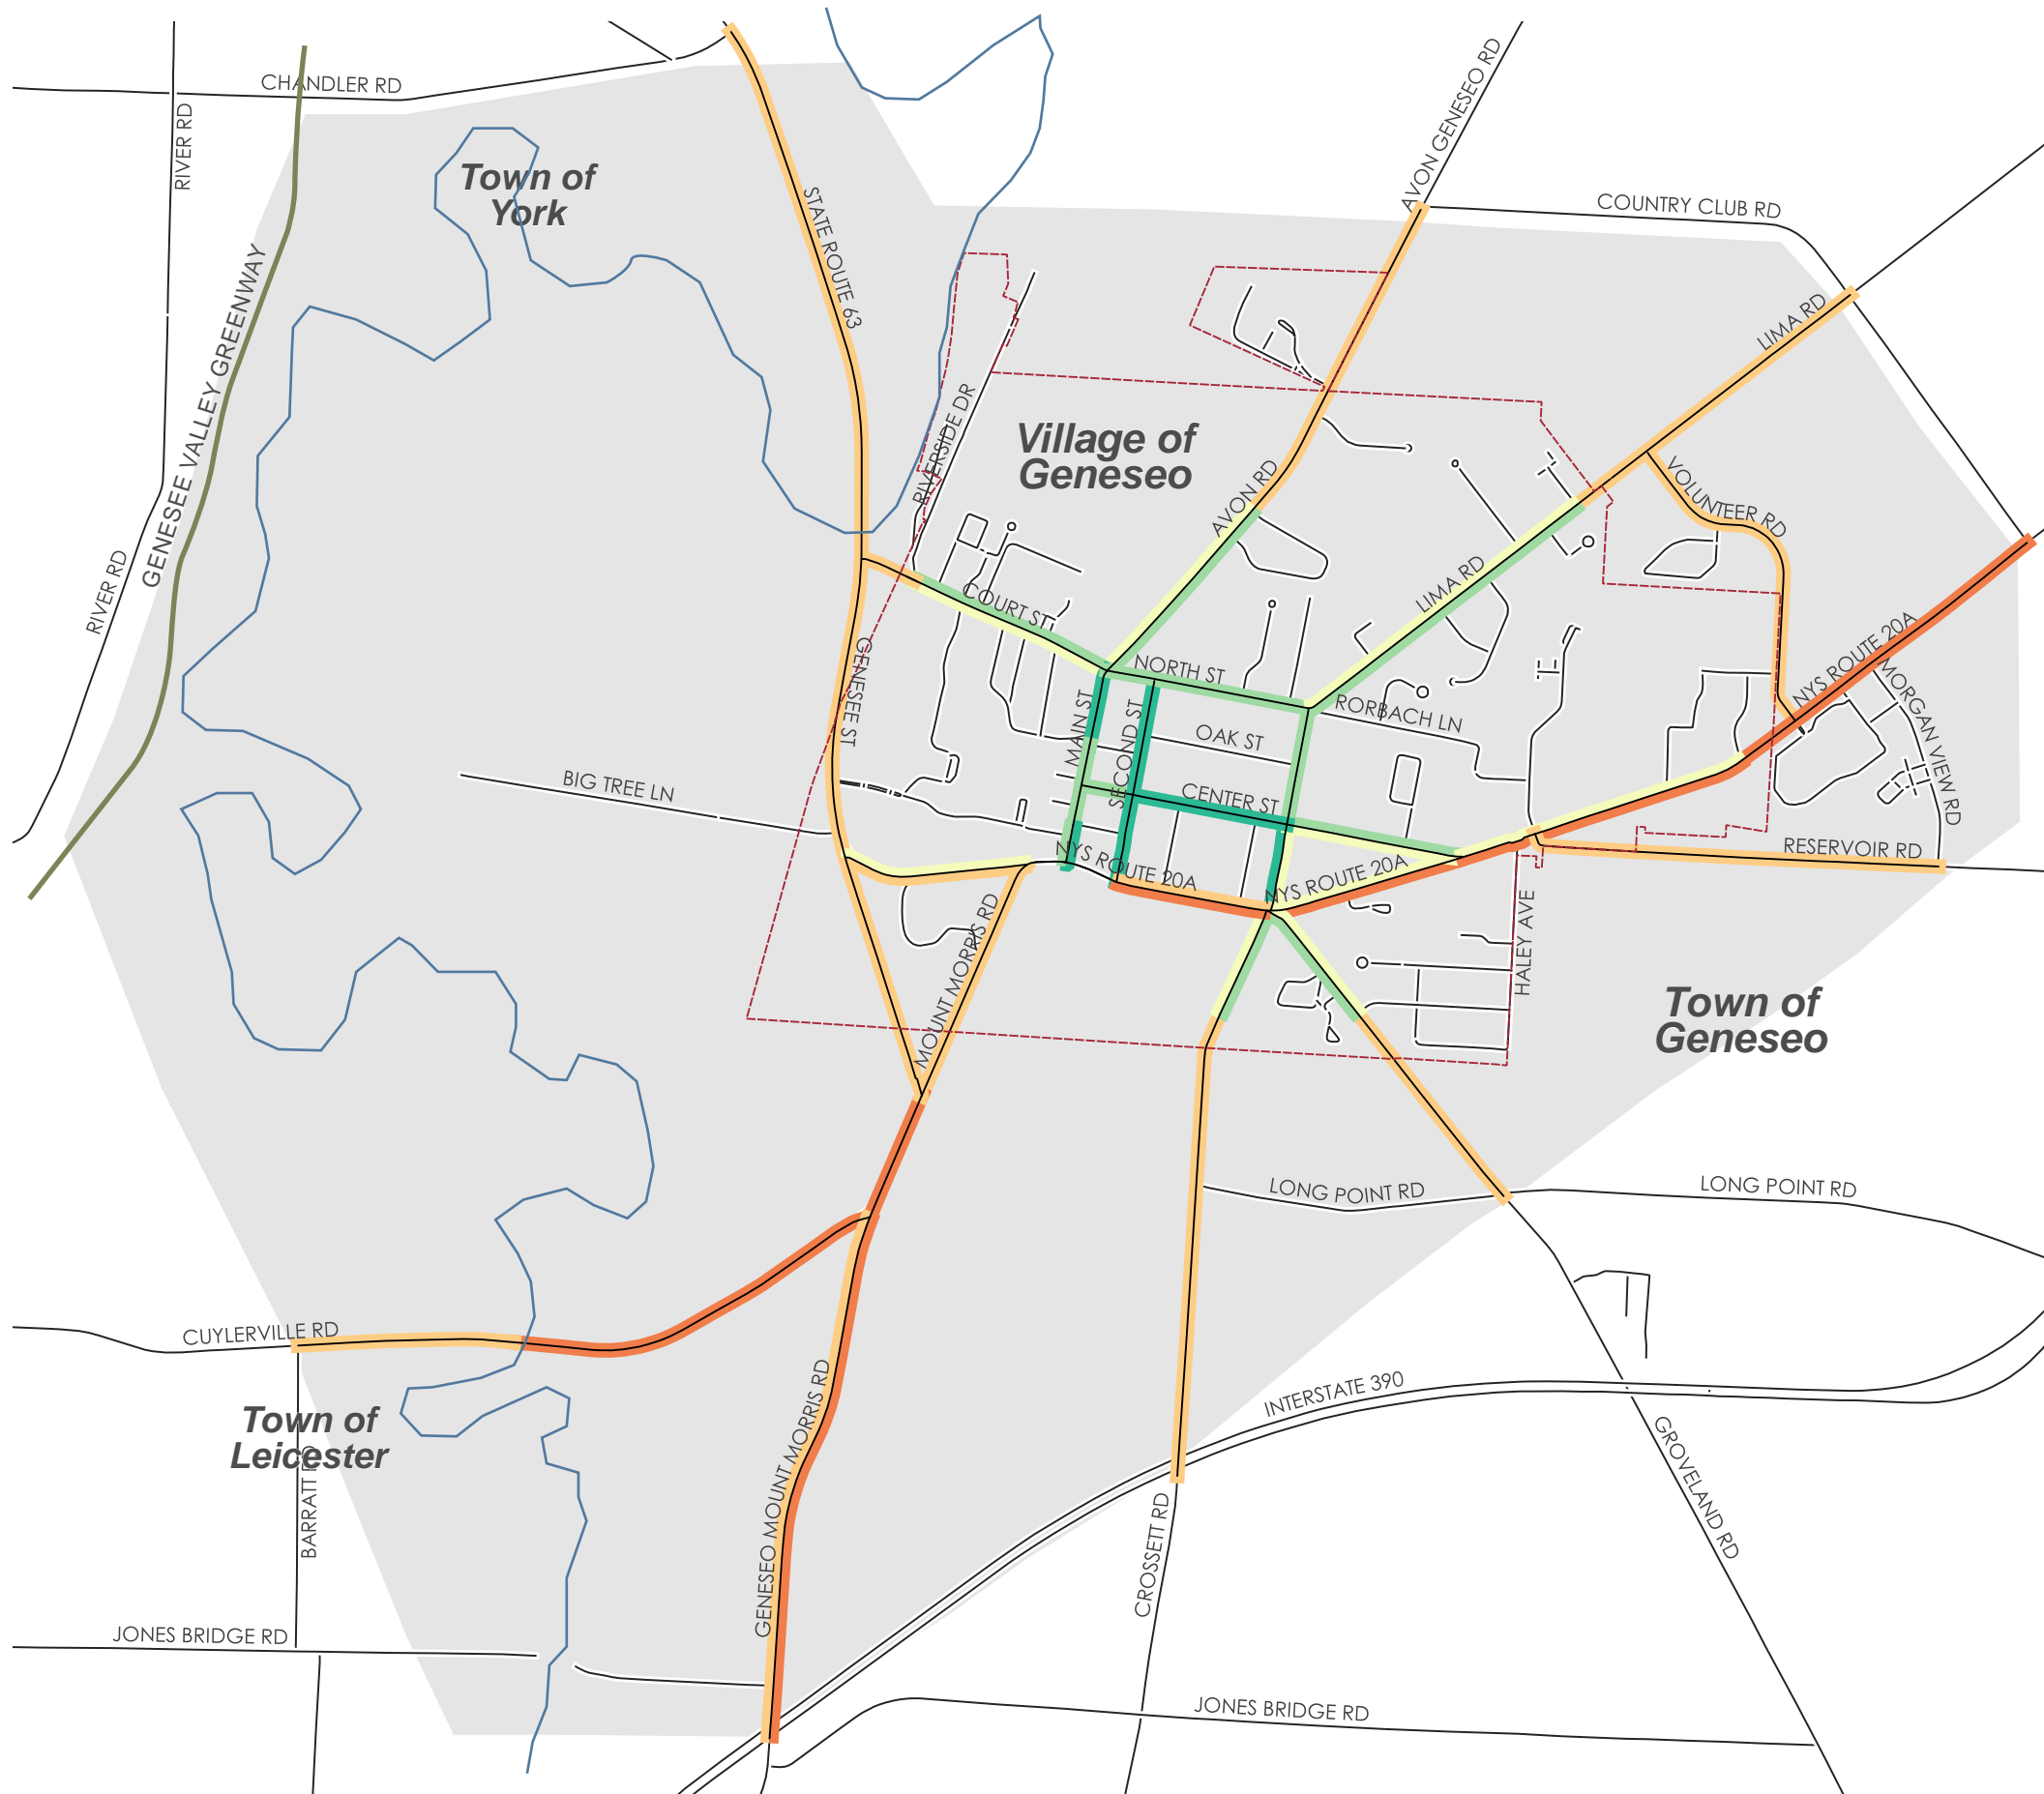 CHANDLER RD
RIVER RD
AVON GENESEO RD
COUNTRY CLUB RD
Town of
York
STATE ROUTE 63
GENESEE VALLEY GREENWAY
LIMA RD
RIVERSIDE DR
Village of
Geneseo
AVON RD
VOLUNTEER RD
RIVER RD
COURT ST
LIMA RD
GENESEE ST
NORTH ST
MAIN ST
SECOND ST
RORBACH LN
OAK ST
NYS ROUTE 20A
MORGAN VIEW RD
BIG TREE LN
CENTER ST
NYS ROUTE 20A
NYS ROUTE 20A
RESERVOIR RD
MOUNT MORRIS RD
HALEY AVE
Town of
Geneseo
LONG POINT RD
LONG POINT RD
CUYLERVILLE RD
INTERSTATE 390
Town of
Leicester
BARRATT RD
GENESEO MOUNT MORRIS RD
GROVELAND RD
CROSSETT RD
JONES BRIDGE RD
JONES BRIDGE RD